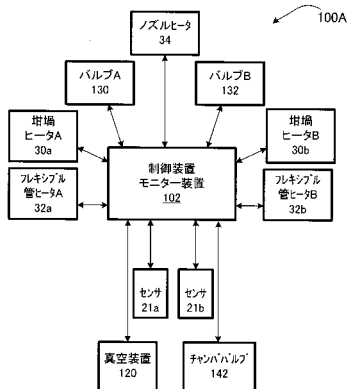 100A
ノズルヒータ
34
バルブA
130
バルブB
132
坩堝
ヒータA
30a
坩堝
ヒータB
30b
制御装置
モニター装置
102
フレキシブル
管ヒータA
32a
フレキシブル
管ヒータB
32b
センサ
21a
センサ
21b
真空装置
120
チャンババルブ
142